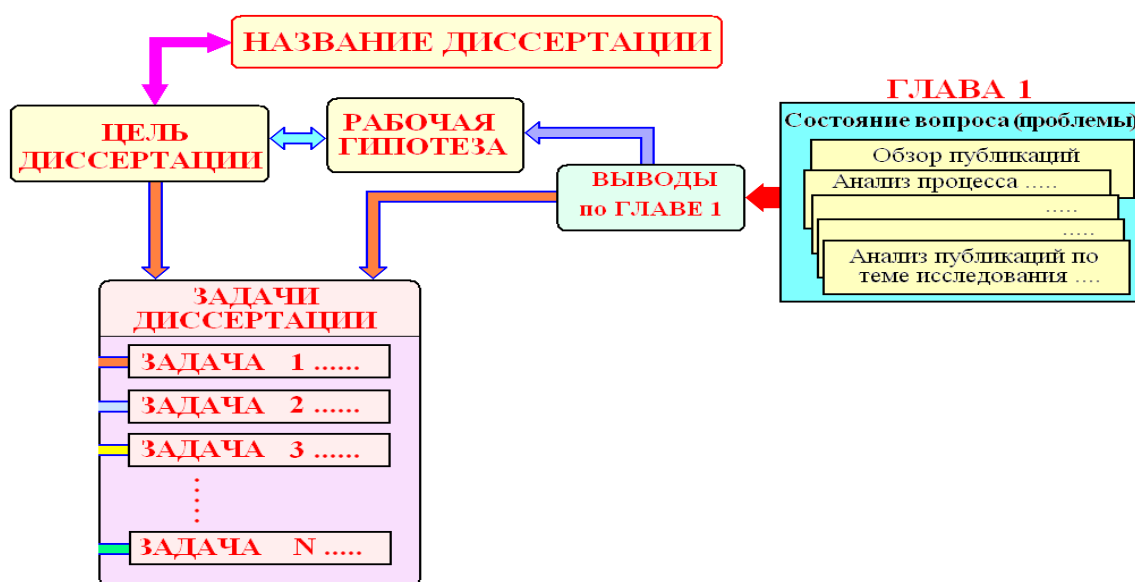 НАЗВАНИЕ ДИССЕРТАЦИИ
ЦЕЛЬ
ДИССЕРТАЦИИ
РАБОЧАЯ
ГИПОТЕЗА
ВЫВОДЫ
по ГЛАВЕ 1
ГЛАВА 1
Состояние вопроса (проблемы)
Обзор публикаций
Анализ процесса .....
.....
.....
Анализ публикаций по
теме исследования ....
ЗАДАЧИ
ДИССЕРТАЦИИ
ЗАДАЧА 1 ......
ЗАДАЧА 2 ......
ЗАДАЧА 3 ......
ЗАДАЧА N .....